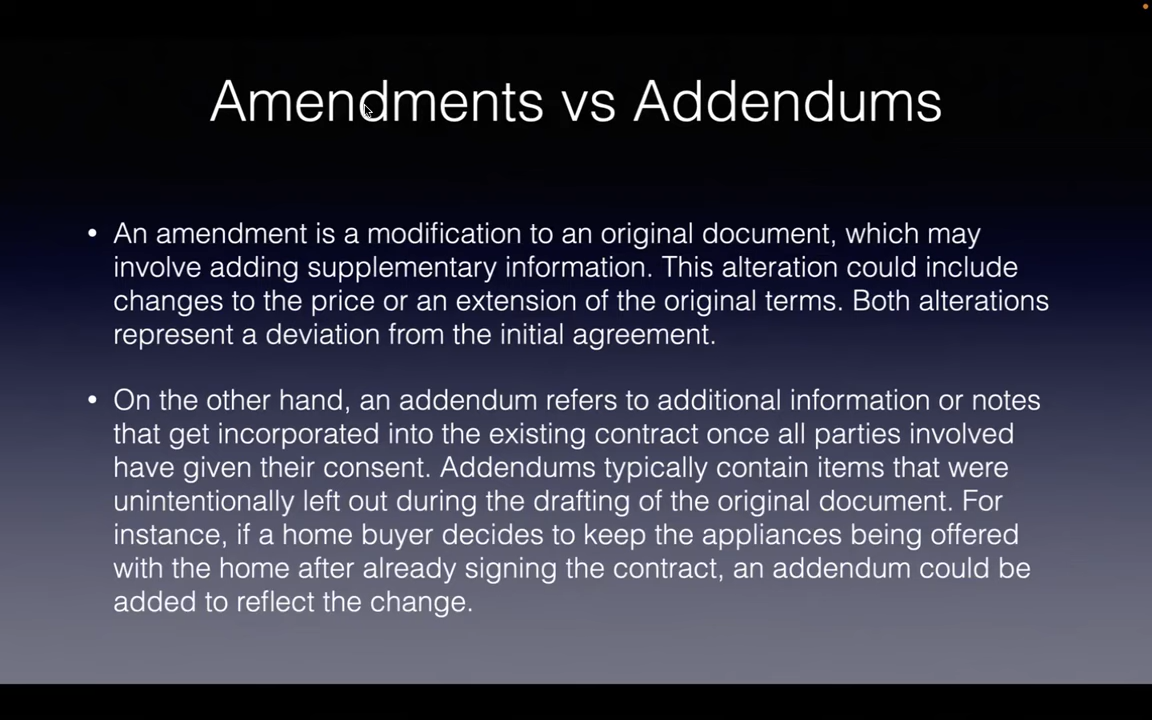 Amendments vs Addendums
• An amendment is a modification to an original document, which may
involve adding supplementary information. This alteration could include
changes to the price or an extension of the original terms. Both alterations
represent a deviation from the initial agreement.
• On the other hand, an addendum refers to additional information or notes
that get incorporated into the existing contract once all parties involved
have given their consent. Addendums typically contain items that were
unintentionally left out during the drafting of the original document. For
instance, if a home buyer decides to keep the appliances being offered
with the home after already signing the contract, an addendum could be
added to reflect the change.